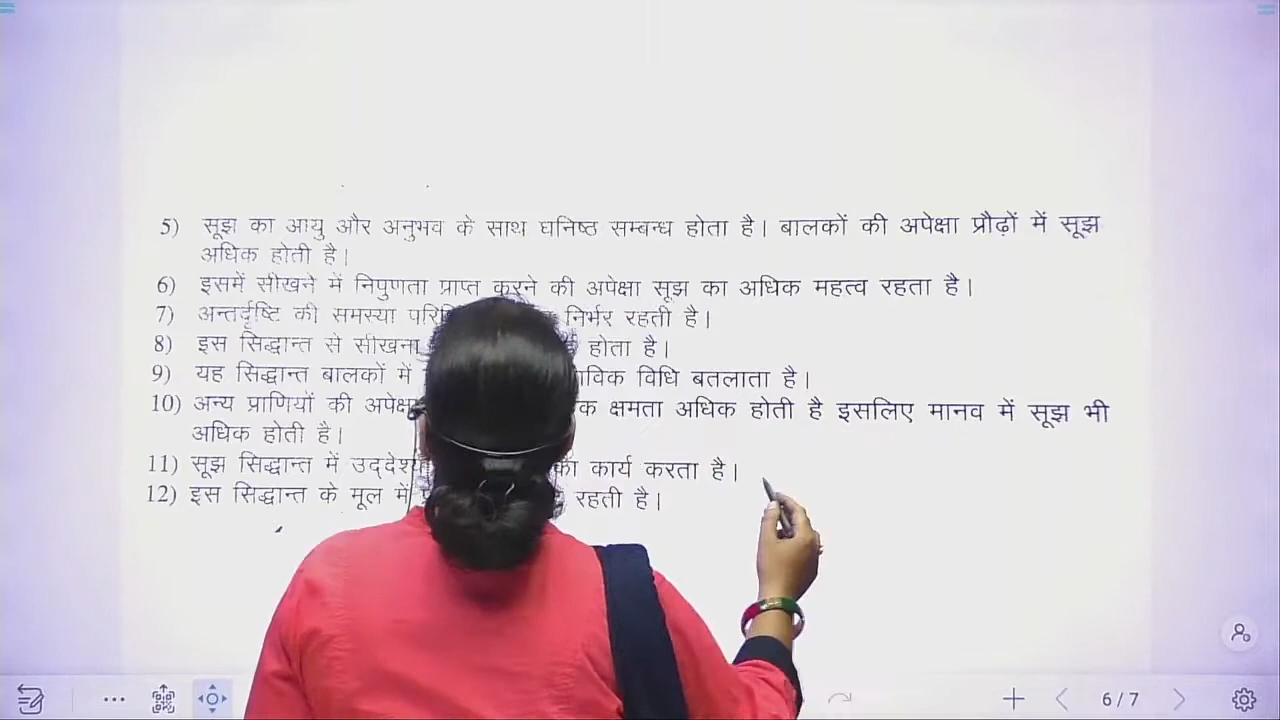 5) सूझ का आयु और अनुभव के साथ घनिष्ठ सम्बन्ध होता है। बालकों की अपेक्षा प्रौढ़ों में सूझ
अधिक होती है।
6) इसमें सीखने में निपुणता प्राप्त करने की अपेक्षा सूझ का अधिक महत्व रहता है।
7) अन्तर्दृष्टि की समस्या निर्भर रहती है।
8) इस सिद्धान्त से सीखना होता है।
9) यह सिद्धान्त बालकों में विधि बतलाता है।
10) अन्य प्राणियों की अपेक्षा क्षमता अधिक होती है इसलिए मानव में सूझ भी
अधिक होती है।
11) सूझ सिद्धान्त में का कार्य करता है।
12) इस सिद्धान्त के मूल में रहती है।
6/7